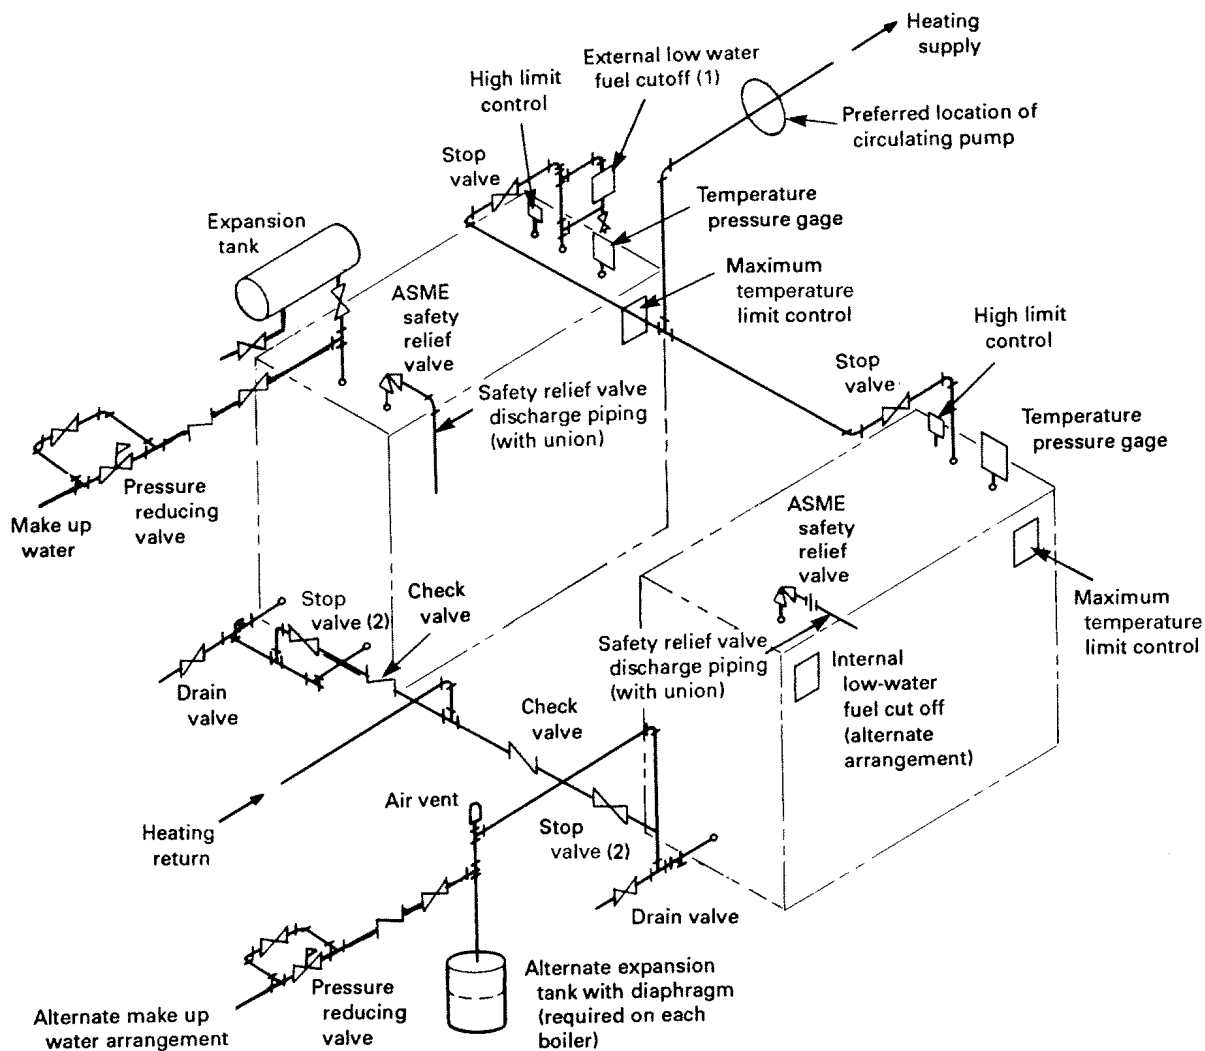 Heating
supply
External low water
fuel cutoff (1)
High limit
control
Preferred location of
circulating pump
Stop
valve
Temperature
pressure gage
Expansion
tank
Maximum
temperature
limit control
ASME
safety
relief
valve
High limit
control
Stop
valve
Safety relief valve
discharge piping
(with union)
Temperature
pressure gage
Pressure
reducing
valve
Make up
water
ASME
safety
relief
valve
Stop
valve (2)
Check
valve
Maximum
temperature
limit control
Safety relief valve
discharge piping
(with union)
Internal
low-water
fuel cut off
(alternate
arrangement)
Drain
valve
Check
valve
Air vent
Heating
return
Stop
valve (2)
Drain valve
Alternate expansion
tank with diaphragm
(required on each
boiler)
Pressure
reducing
valve
Alternate make up
water arrangement